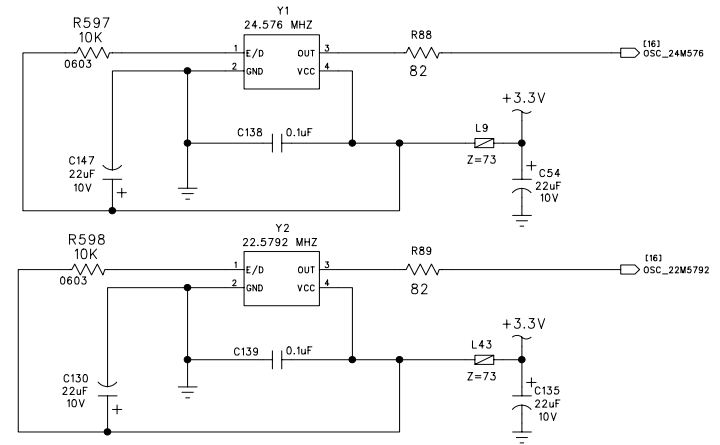 Y1
24.576 MHZ
R597
10K
0603
1 E/D OUT 3
2 GND VCC 4
R88
82
[16]
OSC_24M576
C138 0.1uF
+3.3V
L9
Z=73
C147
22uF
10V
+
+
C54
22uF
10V
Y2
22.5792 MHZ
R598
10K
0603
1 E/D OUT 3
2 GND VCC 4
R89
82
[16]
OSC_22M5792
C139 0.1uF
+3.3V
L43
Z=73
C130
22uF
10V
+
+
C135
22uF
10V